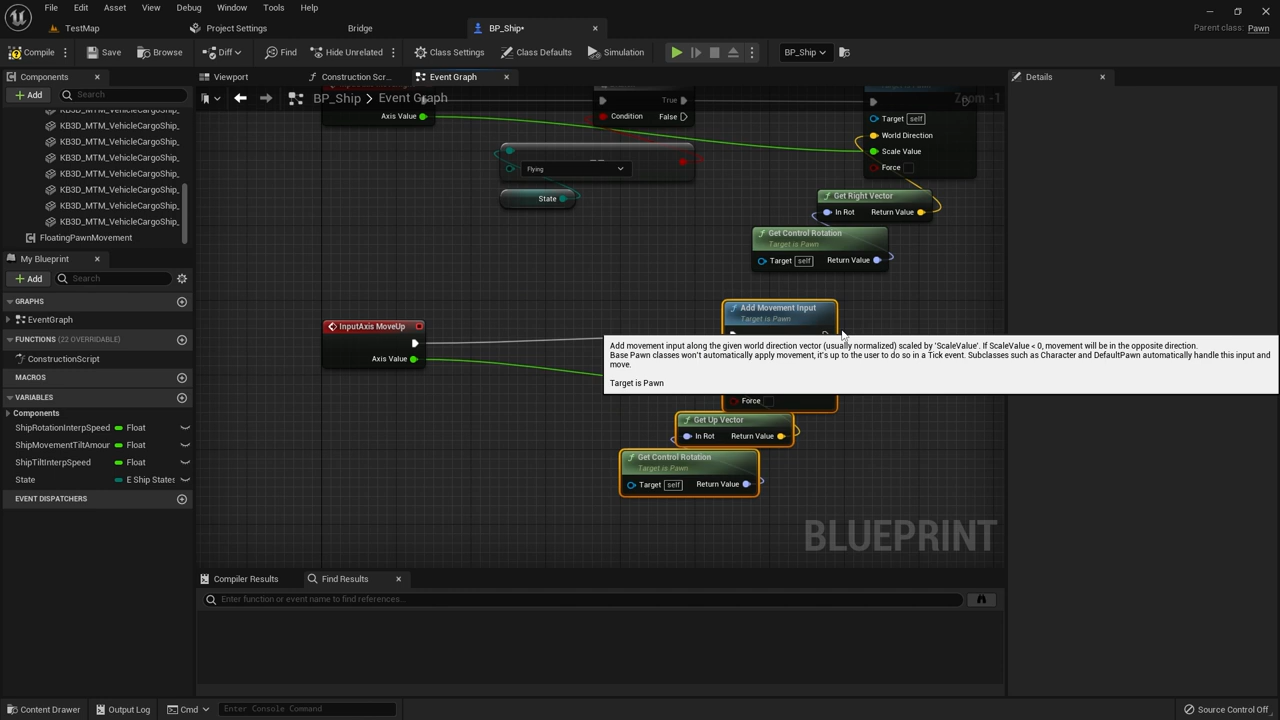 File Edit Asset View Debug Window Tools Help
TestMap
Project Settings
Bridge
BP_Ship*
Parent class: Pawn
Compile
Save
Browse
Diff
Find
Hide Unrelated
Class Settings
Class Defaults
Simulation
BP_Ship
Components
Viewport
Construction Scr...
Event Graph
Details
Add
Search
BP_Ship > Event Graph
Zoom -1
KB3D_MTM_VehicleCargoShip_
KB3D_MTM_VehicleCargoShip_
KB3D_MTM_VehicleCargoShip_
KB3D_MTM_VehicleCargoShip_
KB3D_MTM_VehicleCargoShip_
KB3D_MTM_VehicleCargoShip_
KB3D_MTM_VehicleCargoShip_
KB3D_MTM_VehicleCargoShip_
FloatingPawnMovement
Axis Value
True
Condition False
Target self
World Direction
Scale Value
Force
Flying
==
State
Get Right Vector
In Rot Return Value
Get Control Rotation
Target is Pawn
Target self Return Value
My Blueprint
Add
Search
GRAPHS
EventGraph
FUNCTIONS (22 OVERRIDABLE)
ConstructionScript
MACROS
VARIABLES
Components
ShipRotationInterpSpeed Float
ShipMovementTiltAmour Float
ShipTiltInterpSpeed Float
State E Ship States
EVENT DISPATCHERS
InputAxis MoveUp
Axis Value
Add Movement Input
Target is Pawn
Add movement input along the given world direction vector (usually normalized) scaled by 'ScaleValue'. If ScaleValue < 0, movement will be in the opposite direction.
Base Pawn classes won't automatically apply movement, it's up to the user to do so in a Tick event. Subclasses such as Character and DefaultPawn automatically handle this input and
move.
Target is Pawn
Force
Get Up Vector
In Rot Return Value
Get Control Rotation
Target is Pawn
Target self Return Value
BLUEPRINT
Compiler Results
Find Results
Enter function or event name to find references...
Content Drawer
Output Log
Cmd
Enter Console Command
Source Control Off